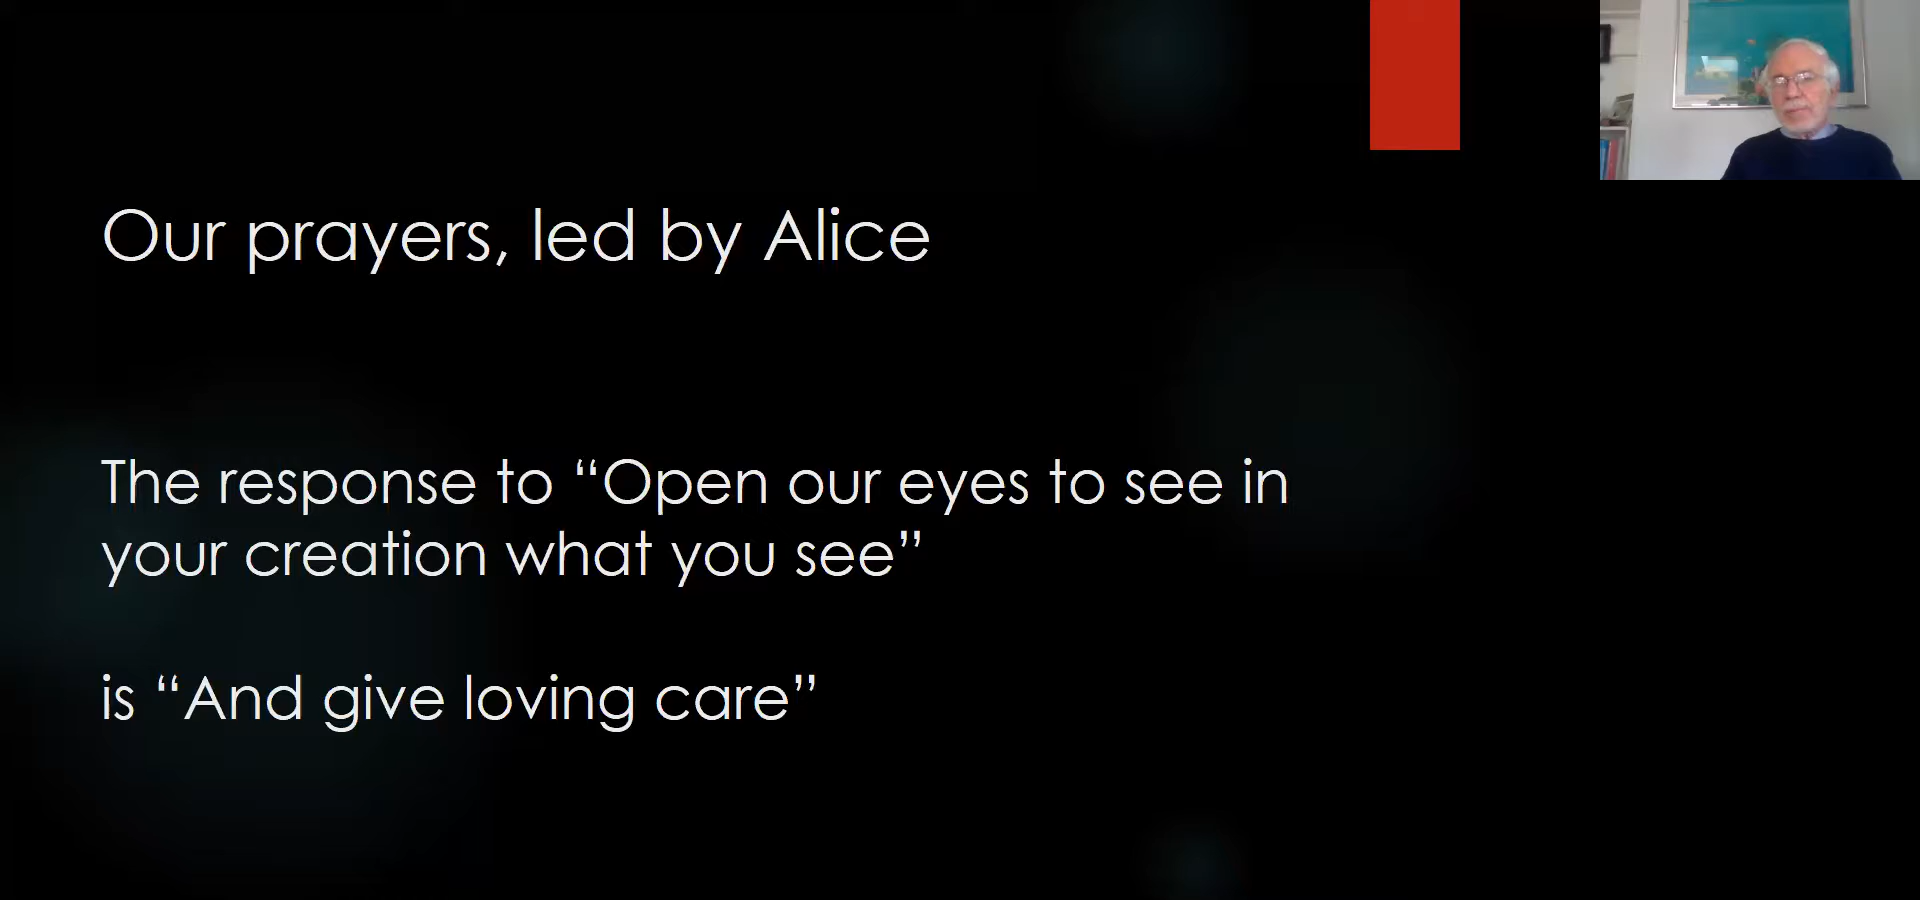 Our prayers, led by Alice
The response to “Open our eyes to see in
your creation what you see”
is “And give loving care”